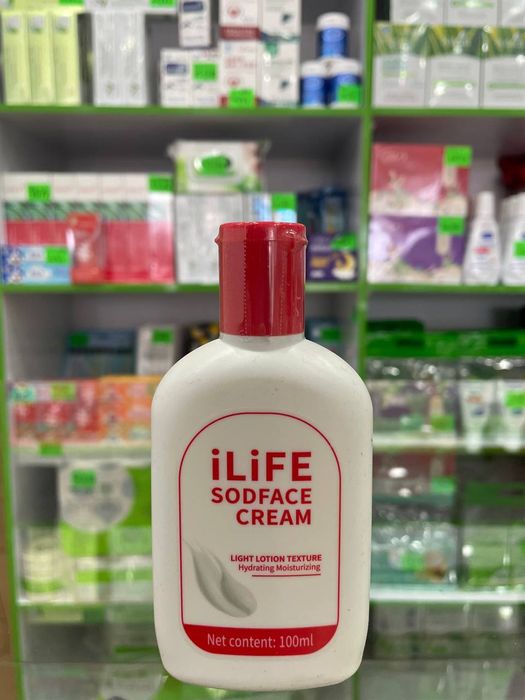 iLiFE
SODFACE
CREAM
LIGHT LOTION TEXTURE
Hydrating Moisturizing
Net content: 100ml